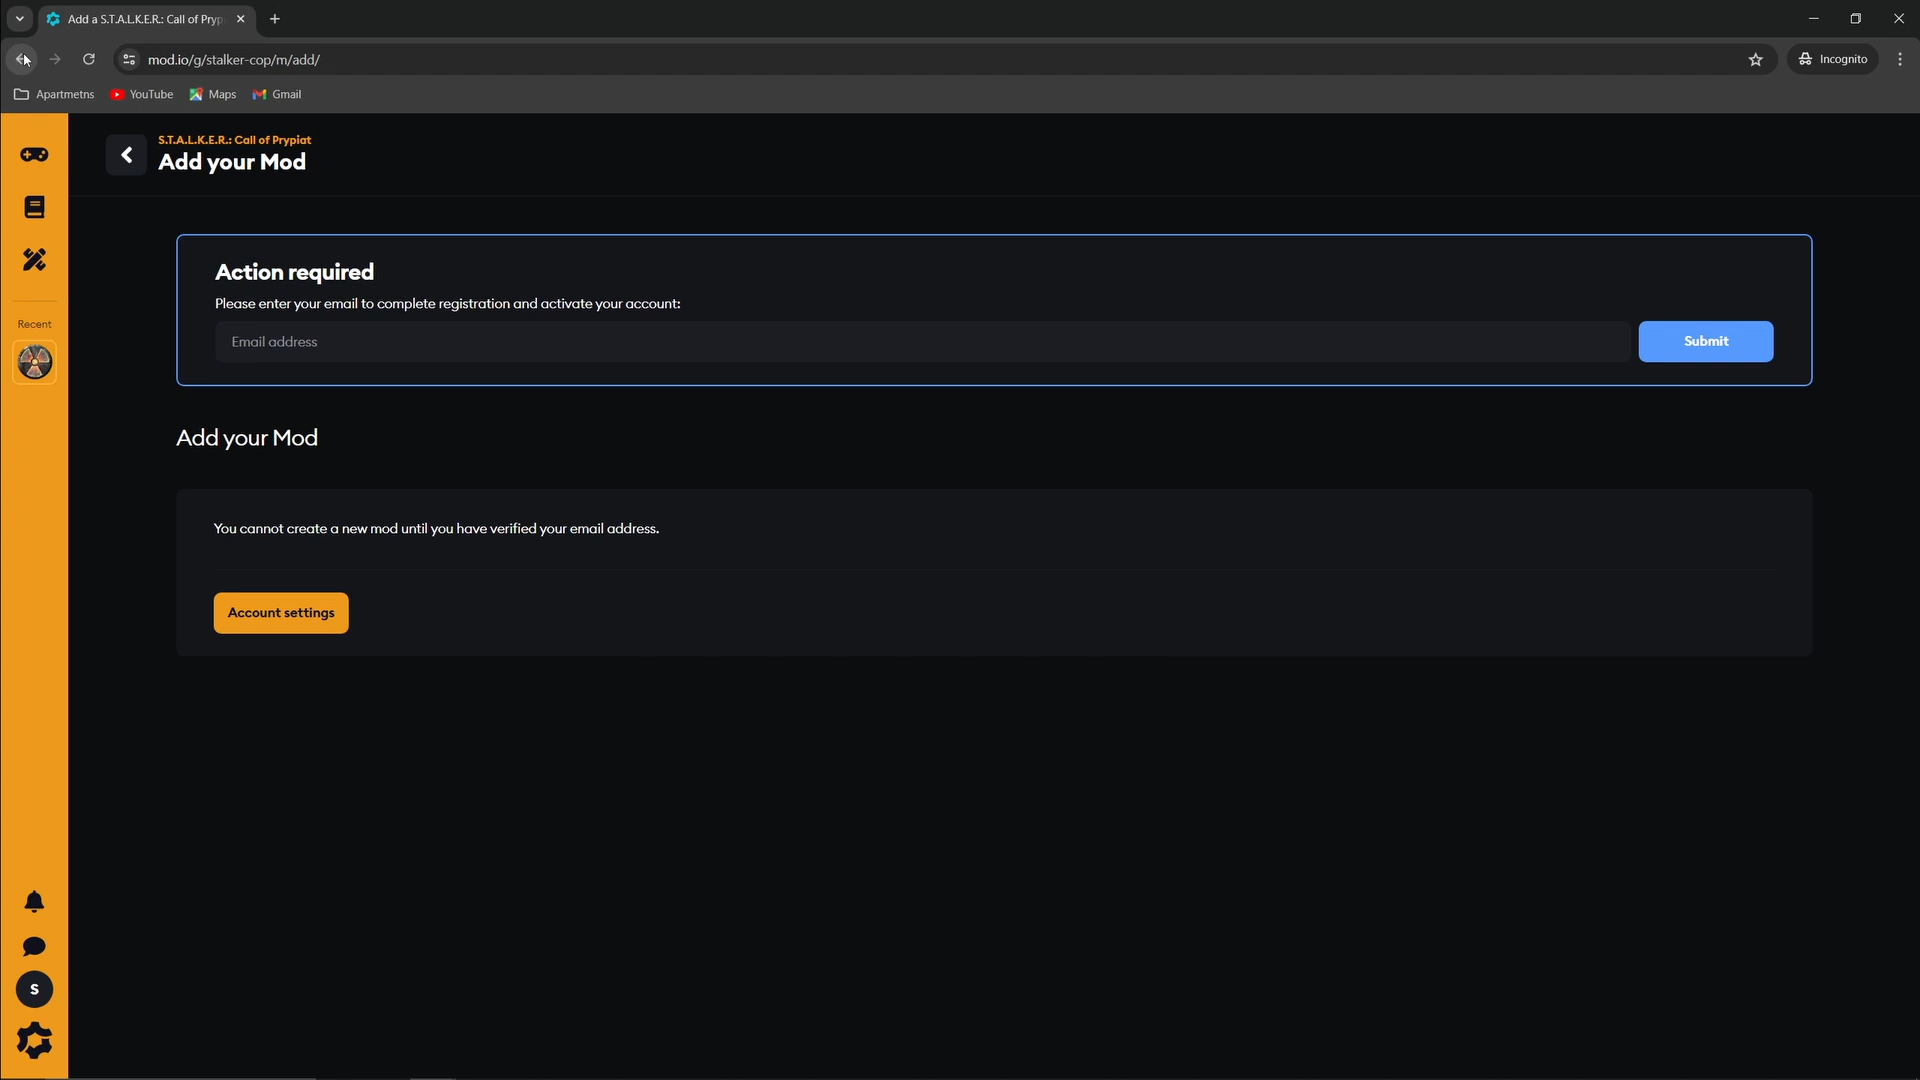 Add a S.T.A.L.K.E.R.: Call of Pryp
mod.io/g/stalker-cop/m/add/
Incognito
Apartmetns
YouTube
Maps
Gmail
S.T.A.L.K.E.R.: Call of Prypiat
Add your Mod
Action required
Please enter your email to complete registration and activate your account:
Email address
Submit
Recent
Add your Mod
You cannot create a new mod until you have verified your email address.
Account settings
S